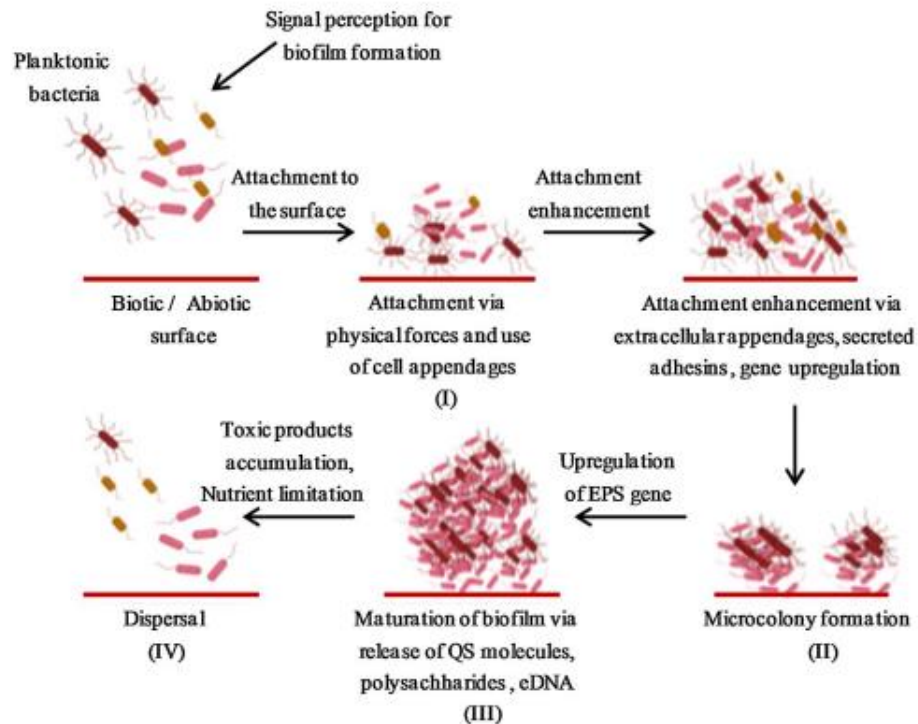 Signal perception for
biofilm formation
Planktonic
bacteria
Attachment to
the surface
Attachment
enhancement
Biotic / Abiotic
surface
Attachment via
physical forces and use
of cell appendages
(I)
Attachment enhancement via
extracellular appendages, secreted
adhesins, gene upregulation
Toxic products
accumulation,
Nutrient limitation
Upregulation
of EPS gene
Dispersal
(IV)
Maturation of biofilm via
release of QS molecules,
polysachharides, eDNA
(III)
Microcolony formation
(II)